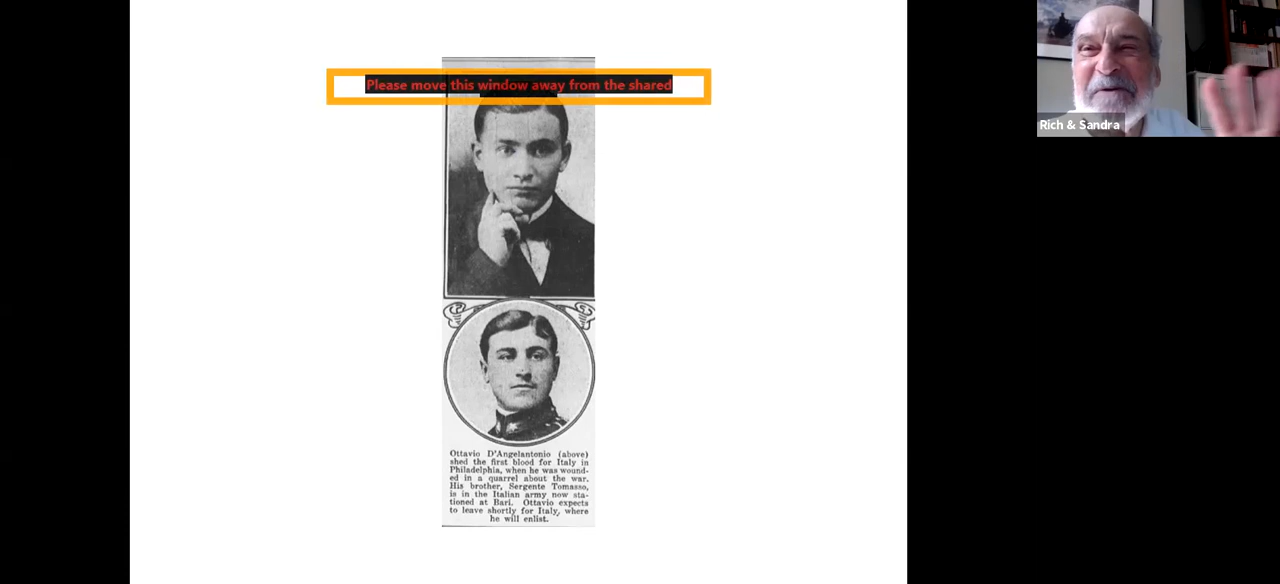 Please move this window away from the shared
Rich & Sandra
Ottavio D'Angelantonio (above)
shed the first blood for Italy in
Philadelphia, when he was wound-
ed in a quarrel about the war.
His brother, Sergente Tomasso,
is in the Italian army now sta-
tioned at Bari. Ottavio expects
to leave shortly for Italy, where
he will enlist.